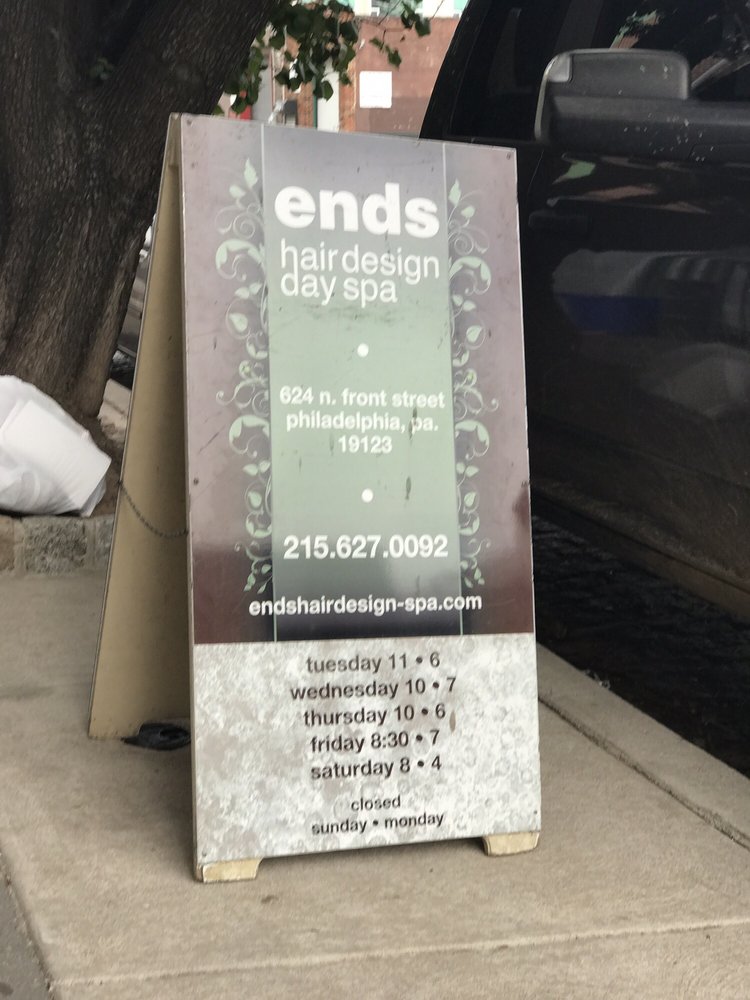 ends
hair design
day spa
624 n. front street
philadelphia, pa.
19123
215.627.0092
endshairdesign-spa.com
tuesday 11 • 6
wednesday 10 • 7
thursday 10 • 6
friday 8:30 • 7
saturday 8 • 4
closed
sunday • monday